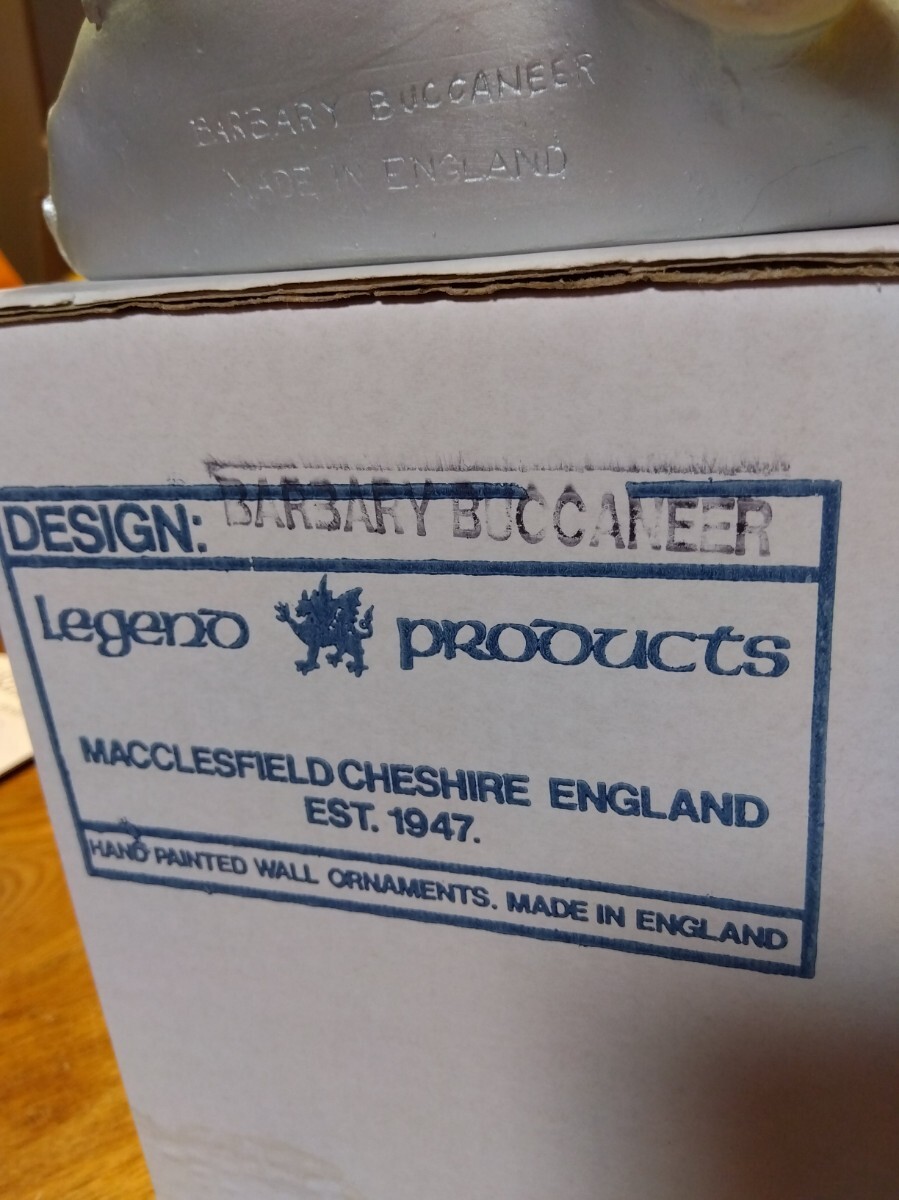 BARBARY BUCCANEER
MADE IN ENGLAND
DESIGN: BARBARY BUCCANEER
Legend Products
MACCLESFIELD CHESHIRE ENGLAND
EST. 1947.
HAND PAINTED WALL ORNAMENTS. MADE IN ENGLAND